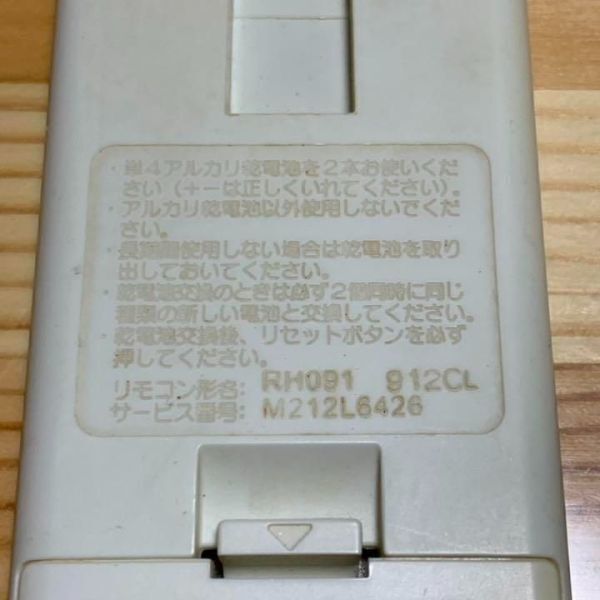 ・単4アルカリ乾電池を2本お使いくだ
さい(+−は正しくいれてください)。
・アルカリ乾電池以外使用しないでくだ
さい。
・長期間使用しない場合は乾電池を取り
出しておいてください。
・乾電池交換のときは必ず2個同時に同じ
種類の新しい電池と交換してください。
・乾電池交換後、リセットボタンを必ず
押してください。
リモコン形名: RH091 912CL
サービス番号: M212L6426